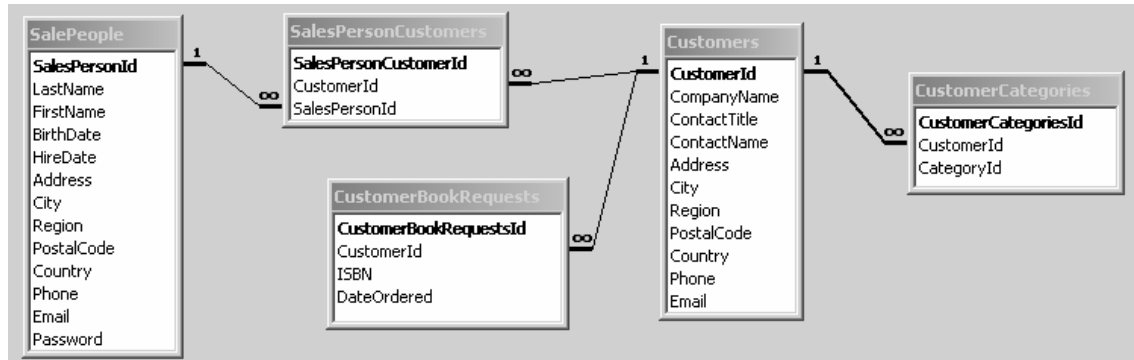 SalePeople
SalesPersonId
LastName
FirstName
BirthDate
HireDate
Address
City
Region
PostalCode
Country
Phone
Email
Password
1
∞
SalesPersonCustomers
SalesPersonCustomerId
CustomerId
SalesPersonId
∞
1
CustomerBookRequests
CustomerBookRequestsId
CustomerId
ISBN
DateOrdered
∞
Customers
CustomerId
CompanyName
ContactTitle
ContactName
Address
City
Region
PostalCode
Country
Phone
Email
1
∞
CustomerCategories
CustomerCategoriesId
CustomerId
CategoryId